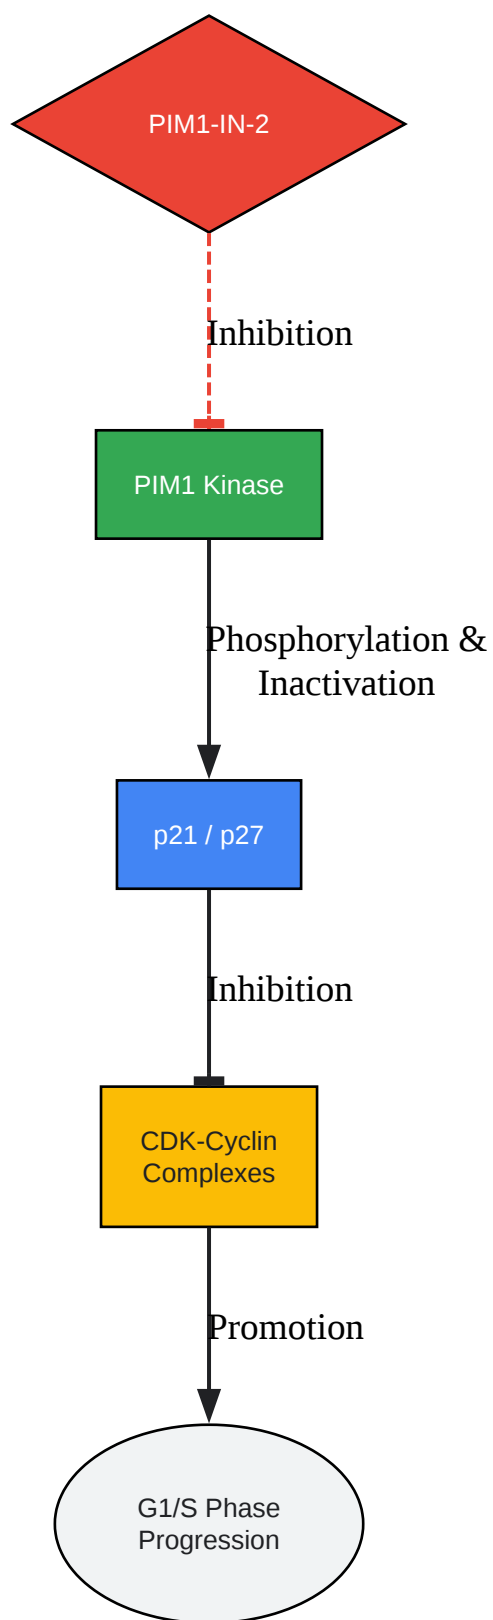 PIM1-IN-2
Inhibition
PIM1 Kinase
Phosphorylation &
Inactivation
p21 / p27
Inhibition
CDK-Cyclin
Complexes
Promotion
G1/S Phase
Progression